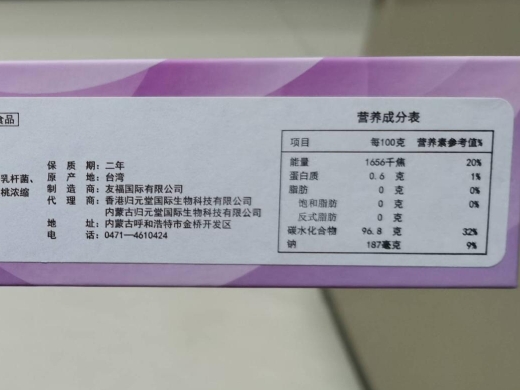 食品
乳杆菌、
桃浓缩
保 质 期：二年
原 产 地：台湾
制 造 商：友福国际有限公司
代 理 商：香港归元堂国际生物科技有限公司
内蒙古归元堂国际生物科技有限公司
地 址：内蒙古呼和浩特市金桥开发区
电 话：0471—4610424
营养成分表
项目 每100克 营养素参考值%
能量 1656千焦 20%
蛋白质 0.6 克 1%
脂肪 0 克 0%
饱和脂肪 0 克 0%
反式脂肪 0 克
碳水化合物 96.8 克 32%
钠 187毫克 9%